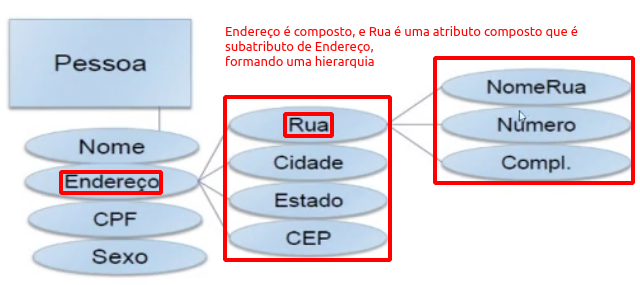 Endereço é composto, e Rua é uma atributo composto que é
subatributo de Endereço,
formando uma hierarquia
Pessoa
Nome
Endereço
CPF
Sexo
Rua
Cidade
Estado
CEP
NomeRua
Número
Compl.